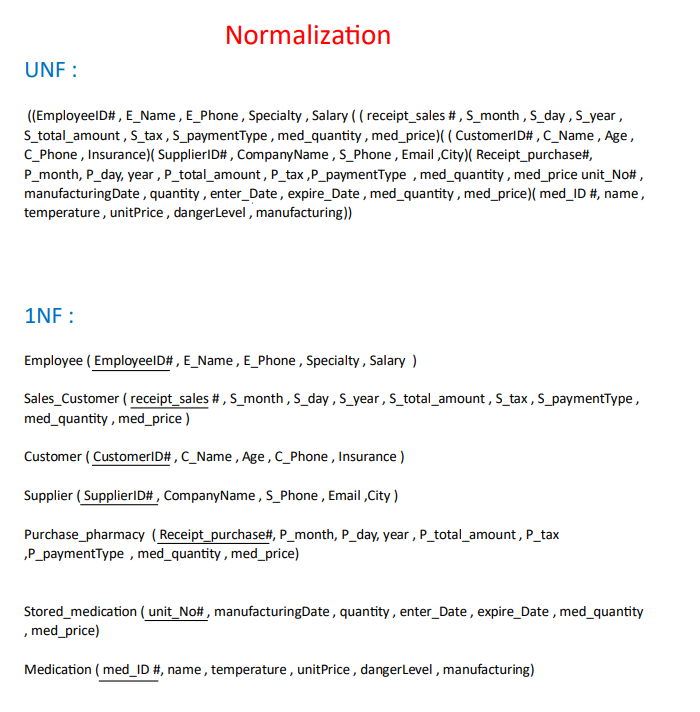 Normalization
UNF :
((EmployeeID# , E_Name , E_Phone , Specialty , Salary ( ( receipt_sales # , S_month , S_day , S_year ,
S_total_amount , S_tax , S_paymentType , med_quantity , med_price)( ( CustomerID# , C_Name , Age ,
C_Phone , Insurance)( SupplierID# , CompanyName , S_Phone , Email ,City)( Receipt_purchase#,
P_month, P_day, year , P_total_amount , P_tax ,P_paymentType , med_quantity , med_price unit_No# ,
manufacturingDate , quantity , enter_Date , expire_Date , med_quantity , med_price)( med_ID #, name ,
temperature , unitPrice , dangerLevel , manufacturing))
1NF :
Employee ( EmployeeID# , E_Name , E_Phone , Specialty , Salary )
Sales_Customer ( receipt_sales # , S_month , S_day , S_year , S_total_amount , S_tax , S_paymentType ,
med_quantity , med_price )
Customer ( CustomerID# , C_Name , Age , C_Phone , Insurance )
Supplier ( SupplierID# , CompanyName , S_Phone , Email ,City )
Purchase_pharmacy ( Receipt_purchase#, P_month, P_day, year , P_total_amount , P_tax
,P_paymentType , med_quantity , med_price)
Stored_medication ( unit_No# , manufacturingDate , quantity , enter_Date , expire_Date , med_quantity
, med_price)
Medication ( med_ID #, name , temperature , unitPrice , dangerLevel , manufacturing)